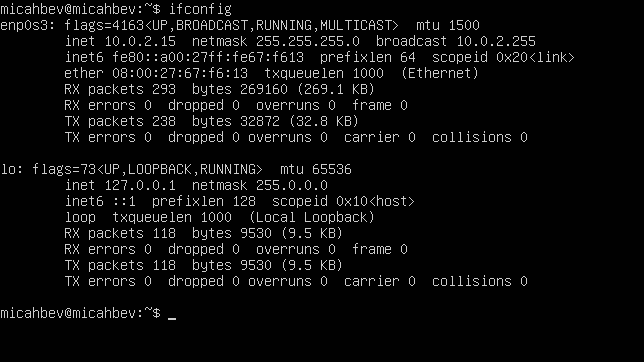 micahbev@micahbev:~$ ifconfig
enp0s3: flags=4163<UP,BROADCAST,RUNNING,MULTICAST>  mtu 1500
        inet 10.0.2.15  netmask 255.255.255.0  broadcast 10.0.2.255
        inet6 fe80::a00:27ff:fe67:f613  prefixlen 64  scopeid 0x20<link>
        ether 08:00:27:67:f6:13  txqueuelen 1000  (Ethernet)
        RX packets 293  bytes 269160 (269.1 KB)
        RX errors 0  dropped 0  overruns 0  frame 0
        TX packets 238  bytes 32872 (32.8 KB)
        TX errors 0  dropped 0 overruns 0  carrier 0  collisions 0

lo: flags=73<UP,LOOPBACK,RUNNING>  mtu 65536
        inet 127.0.0.1  netmask 255.0.0.0
        inet6 ::1  prefixlen 128  scopeid 0x10<host>
        loop  txqueuelen 1000  (Local Loopback)
        RX packets 118  bytes 9530 (9.5 KB)
        RX errors 0  dropped 0  overruns 0  frame 0
        TX packets 118  bytes 9530 (9.5 KB)
        TX errors 0  dropped 0 overruns 0  carrier 0  collisions 0

micahbev@micahbev:~$ _